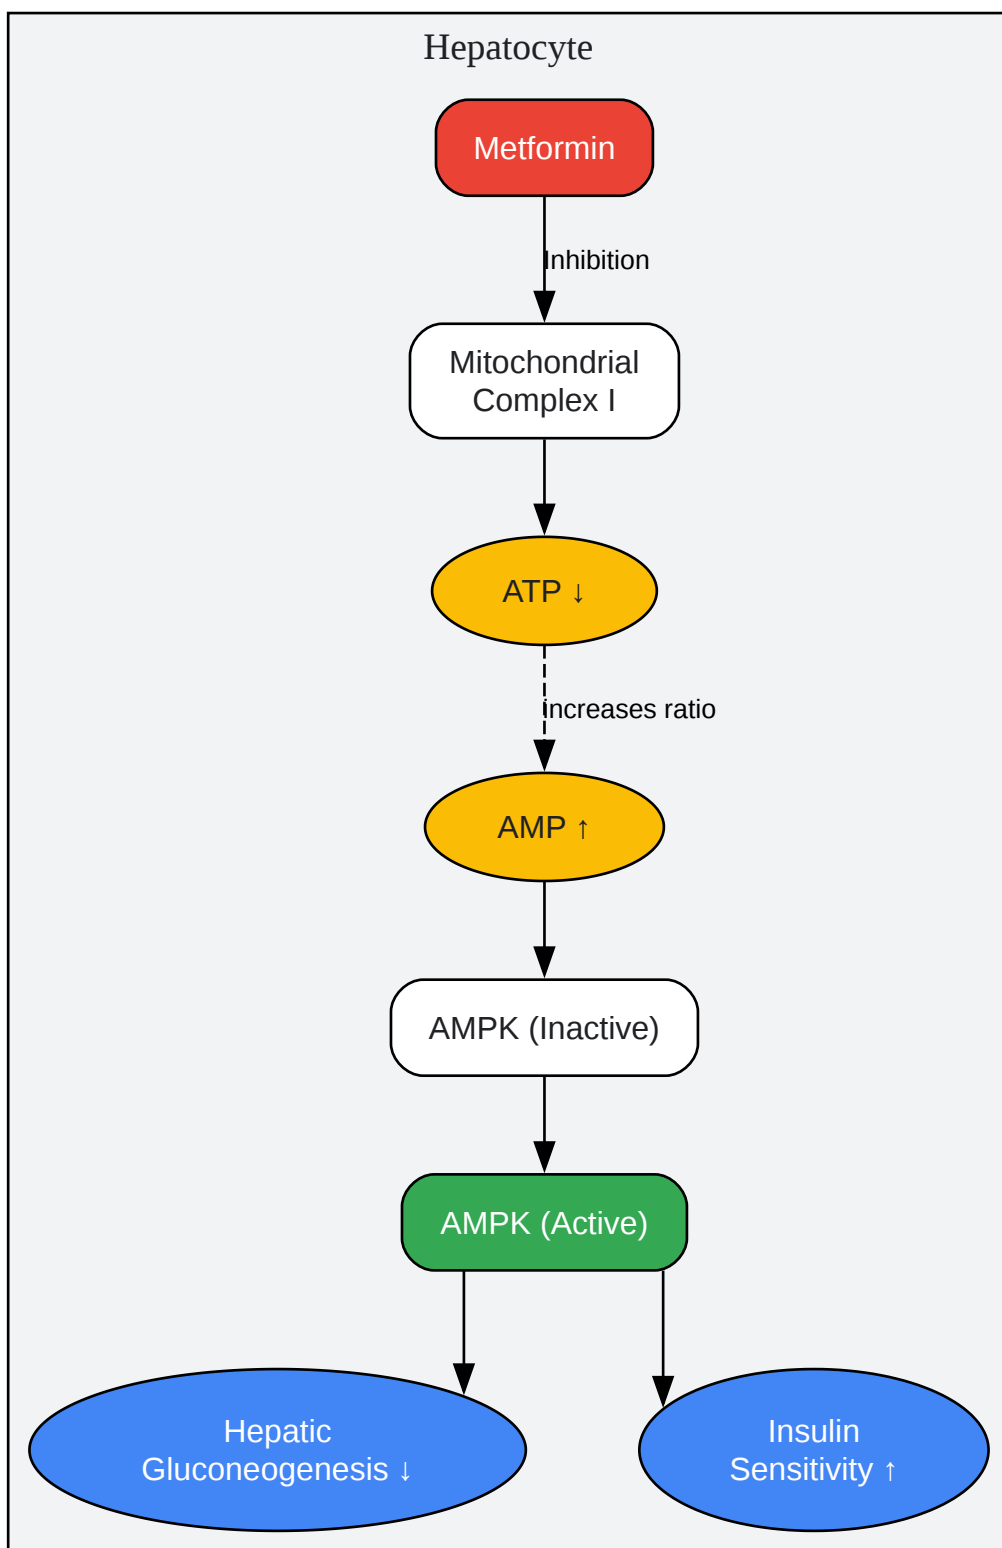 Hepatocyte
Metformin
Inhibition
Mitochondrial
Complex I
ATP ↓
increases ratio
AMP ↑
AMPK (Inactive)
AMPK (Active)
Hepatic
Gluconeogenesis ↓
Insulin
Sensitivity ↑